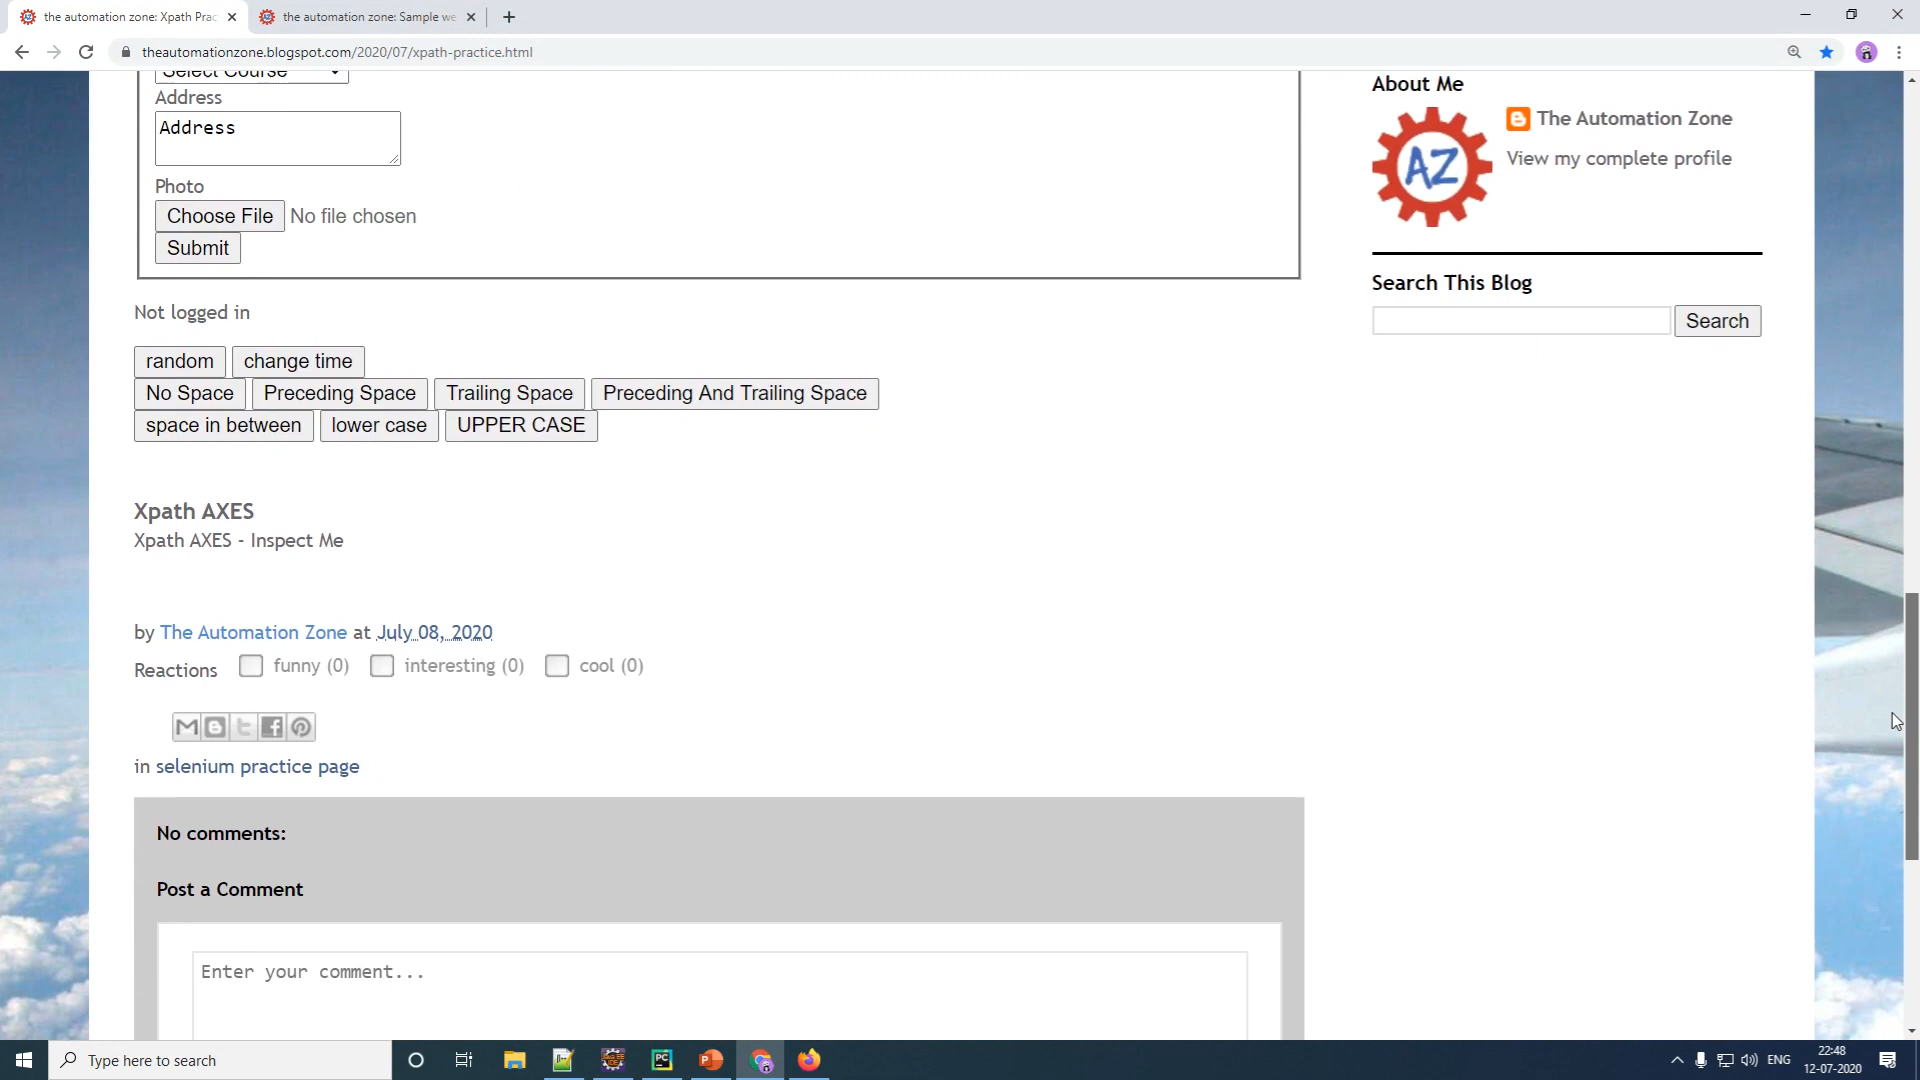 the automation zone: Xpath Prac
the automation zone: Sample we
theautomationzone.blogspot.com/2020/07/xpath-practice.html
Select Course
Address
Address
Photo
Choose File No file chosen
Submit
Not logged in
random change time
No Space Preceding Space Trailing Space Preceding And Trailing Space
space in between lower case UPPER CASE
Xpath AXES
Xpath AXES - Inspect Me
by The Automation Zone at July 08, 2020
Reactions funny (0) interesting (0) cool (0)
in selenium practice page
No comments:
Post a Comment
Enter your comment...
About Me
AZ
The Automation Zone
View my complete profile
Search This Blog
Search
Type here to search
ENG
22:48
12-07-2020